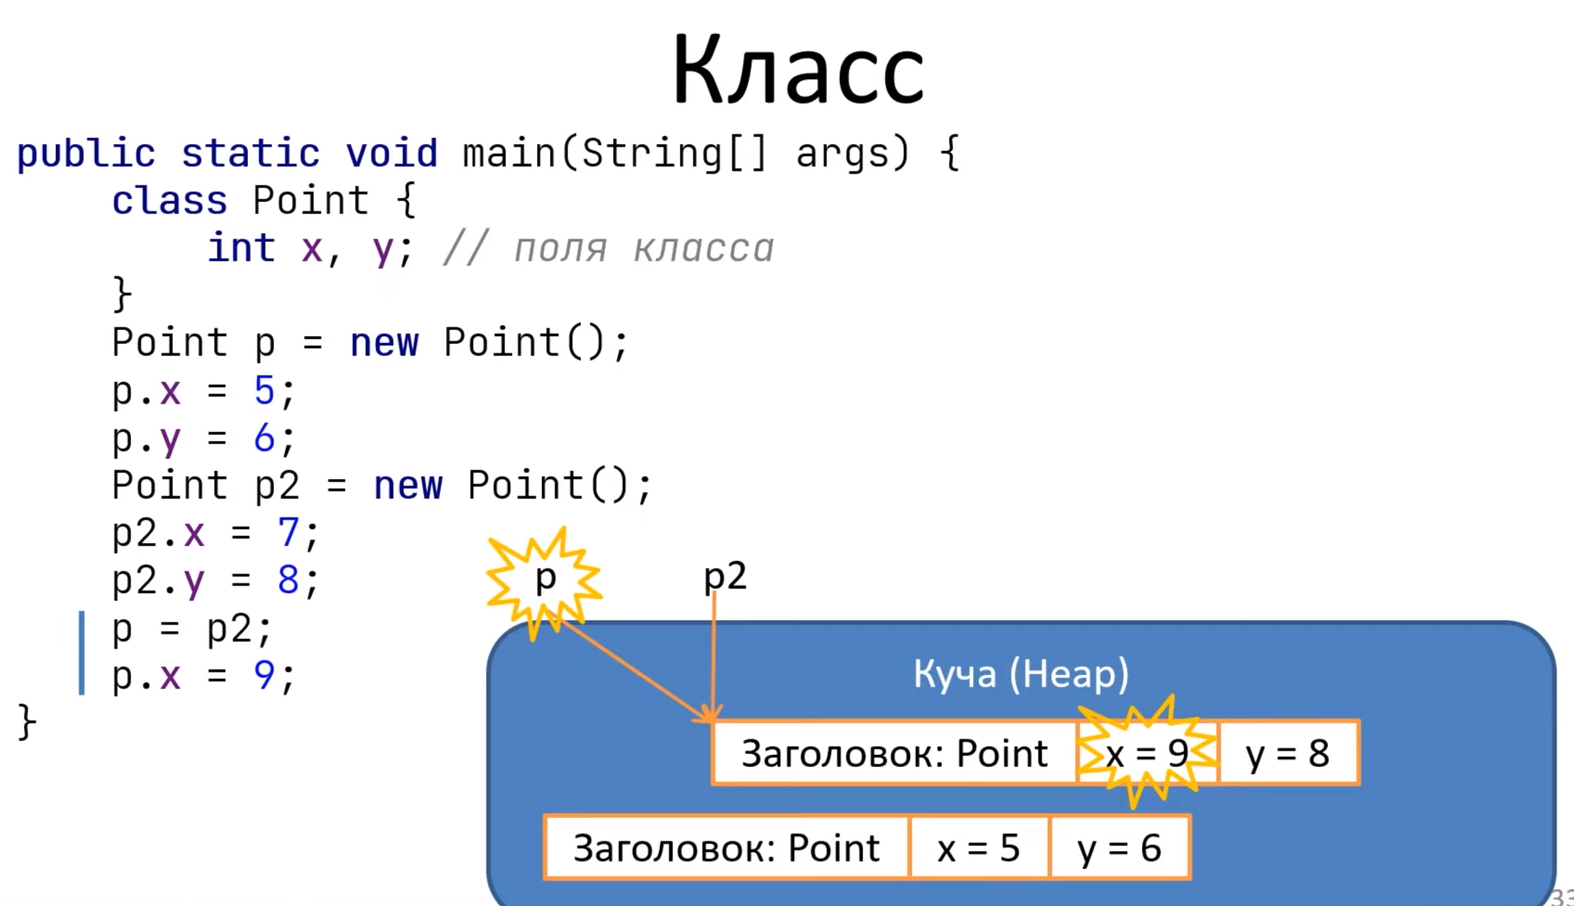 Класс
public static void main(String[] args) {
    class Point {
        int x, y; // поля класса
    }
    Point p = new Point();
    p.x = 5;
    p.y = 6;
    Point p2 = new Point();
    p2.x = 7;
    p2.y = 8;
    p = p2;
    p.x = 9;
}
p p2
Куча (Heap)
Заголовок: Point x = 9 y = 8
Заголовок: Point x = 5 y = 6
33